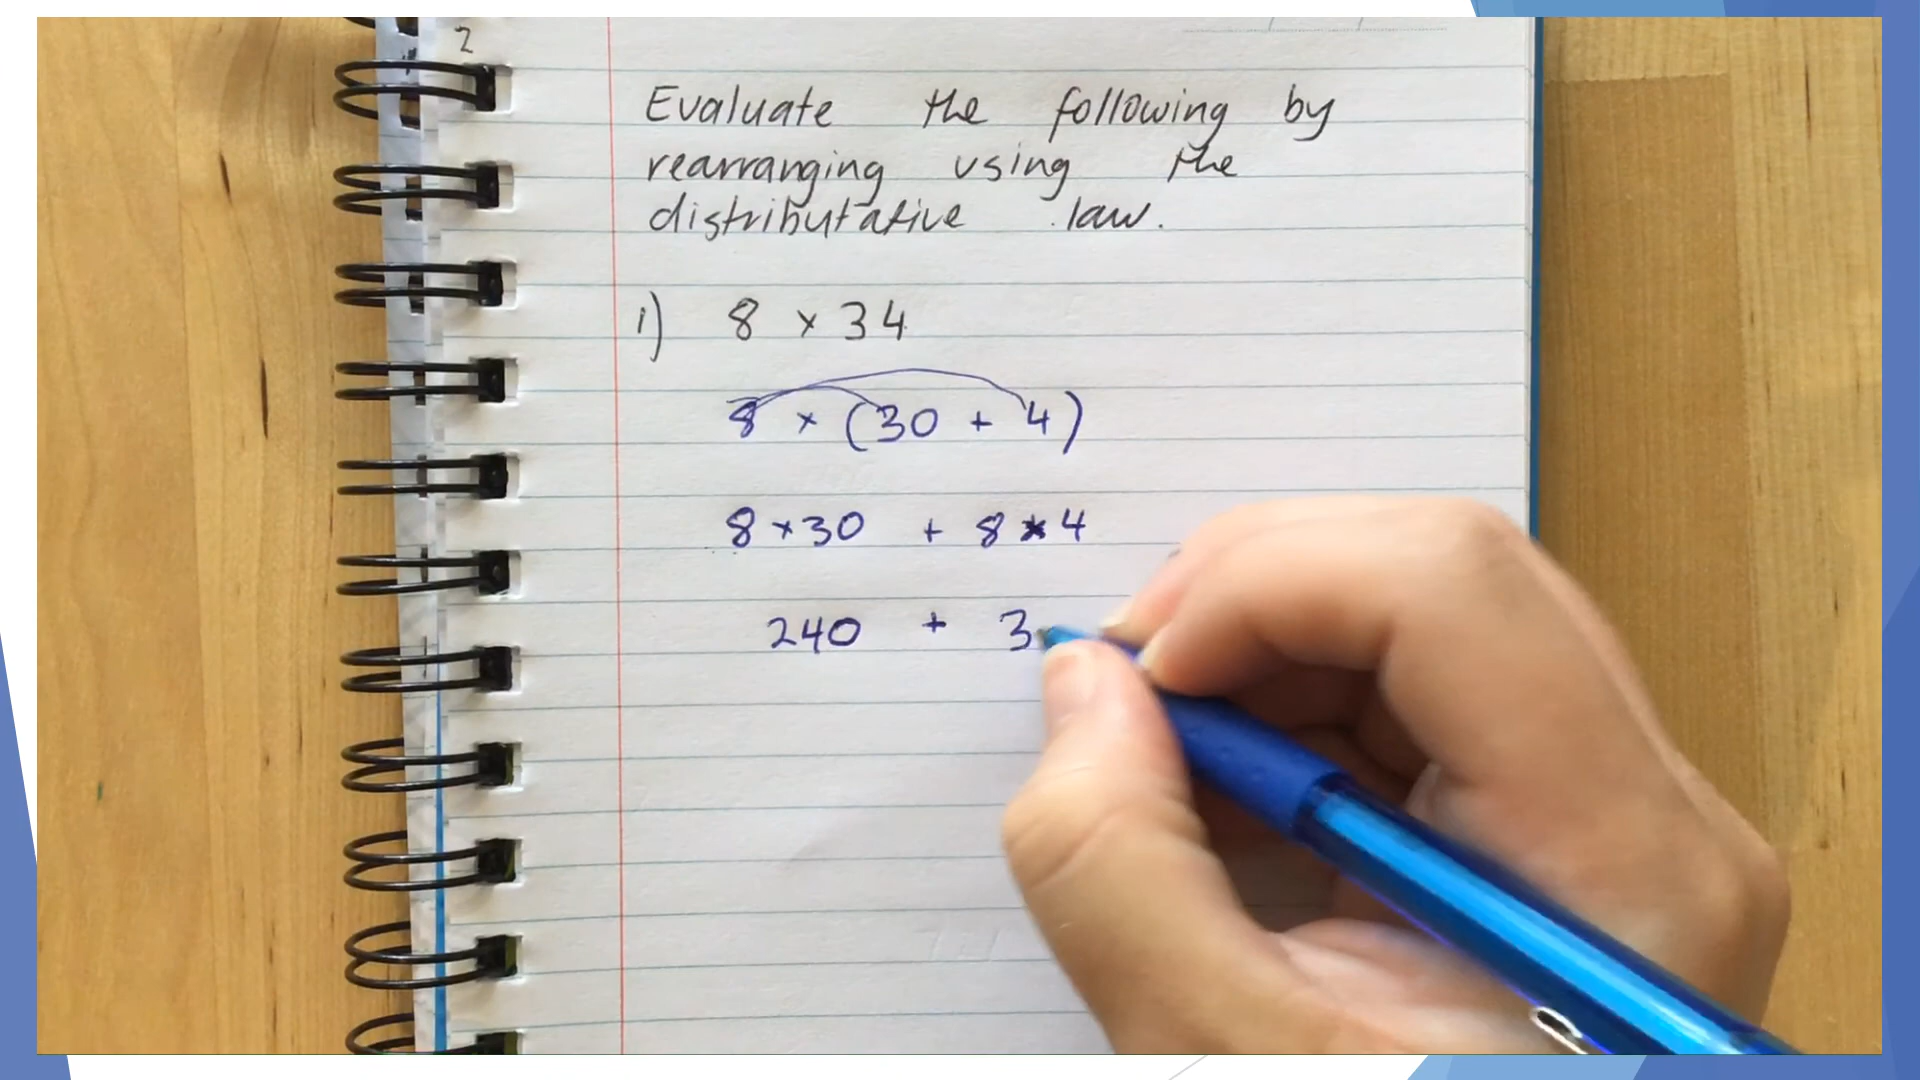 2
Evaluate the following by
rearranging using the
distributative law.
1) 8 × 34
8 × (30 + 4)
8 × 30 + 8 × 4
240 + 3